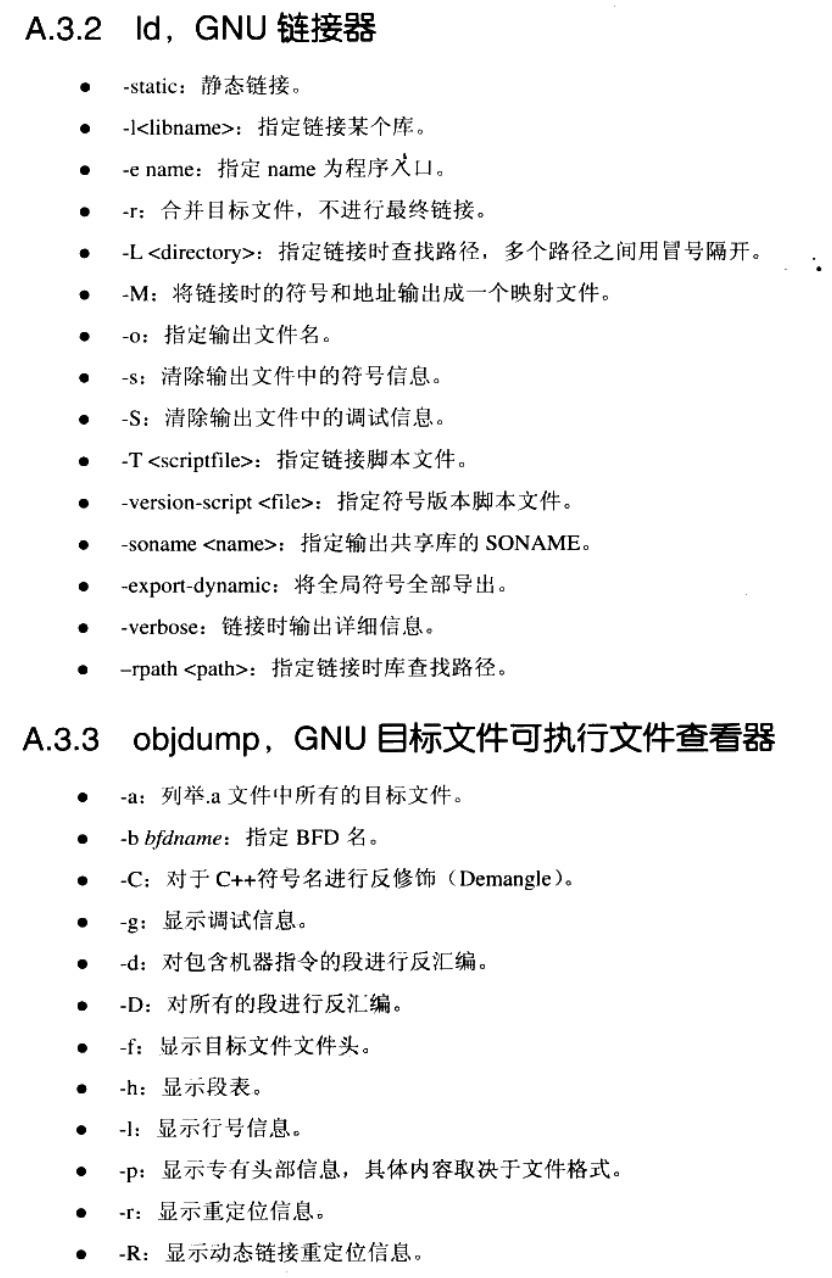 A.3.2 ld，GNU 链接器
● -static：静态链接。
● -l<libname>：指定链接某个库。
● -e name：指定 name 为程序入口。
● -r：合并目标文件，不进行最终链接。
● -L <directory>：指定链接时查找路径，多个路径之间用冒号隔开。
● -M：将链接时的符号和地址输出成一个映射文件。
● -o：指定输出文件名。
● -s：清除输出文件中的符号信息。
● -S：清除输出文件中的调试信息。
● -T <scriptfile>：指定链接脚本文件。
● -version-script <file>：指定符号版本脚本文件。
● -soname <name>：指定输出共享库的 SONAME。
● -export-dynamic：将全局符号全部导出。
● -verbose：链接时输出详细信息。
● –rpath <path>：指定链接时库查找路径。
A.3.3 objdump，GNU 目标文件可执行文件查看器
● -a：列举.a 文件中所有的目标文件。
● -b bfdname：指定 BFD 名。
● -C：对于 C++符号名进行反修饰（Demangle）。
● -g：显示调试信息。
● -d：对包含机器指令的段进行反汇编。
● -D：对所有的段进行反汇编。
● -f：显示目标文件文件头。
● -h：显示段表。
● -l：显示行号信息。
● -p：显示专有头部信息，具体内容取决于文件格式。
● -r：显示重定位信息。
● -R：显示动态链接重定位信息。